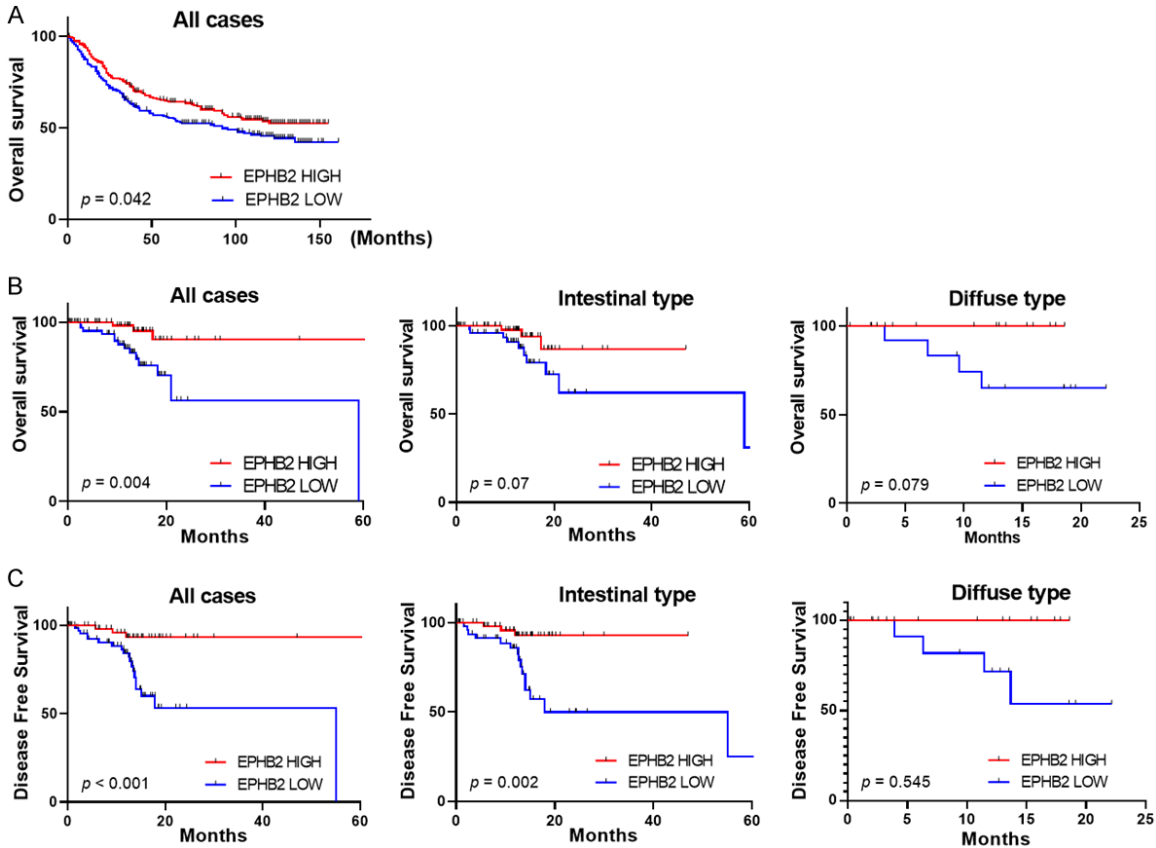 A
All cases
Overall survival
100
50
0
EPHB2 HIGH
EPHB2 LOW
p = 0.042
0 50 100 150 (Months)
B
All cases
Overall survival
100
50
0
EPHB2 HIGH
EPHB2 LOW
p = 0.004
0 20 40 60
Months
Intestinal type
Overall survival
100
50
0
EPHB2 HIGH
EPHB2 LOW
p = 0.07
0 20 40 60
Months
Diffuse type
Overall survival
100
50
0
EPHB2 HIGH
EPHB2 LOW
p = 0.079
0 5 10 15 20 25
Months
C
All cases
Disease Free Survival
100
50
0
EPHB2 HIGH
EPHB2 LOW
p < 0.001
0 20 40 60
Months
Intestinal type
Disease Free Survival
100
50
0
EPHB2 HIGH
EPHB2 LOW
p = 0.002
0 20 40 60
Months
Diffuse type
Disease Free Survival
100
50
0
EPHB2 HIGH
EPHB2 LOW
p = 0.545
0 5 10 15 20 25
Months